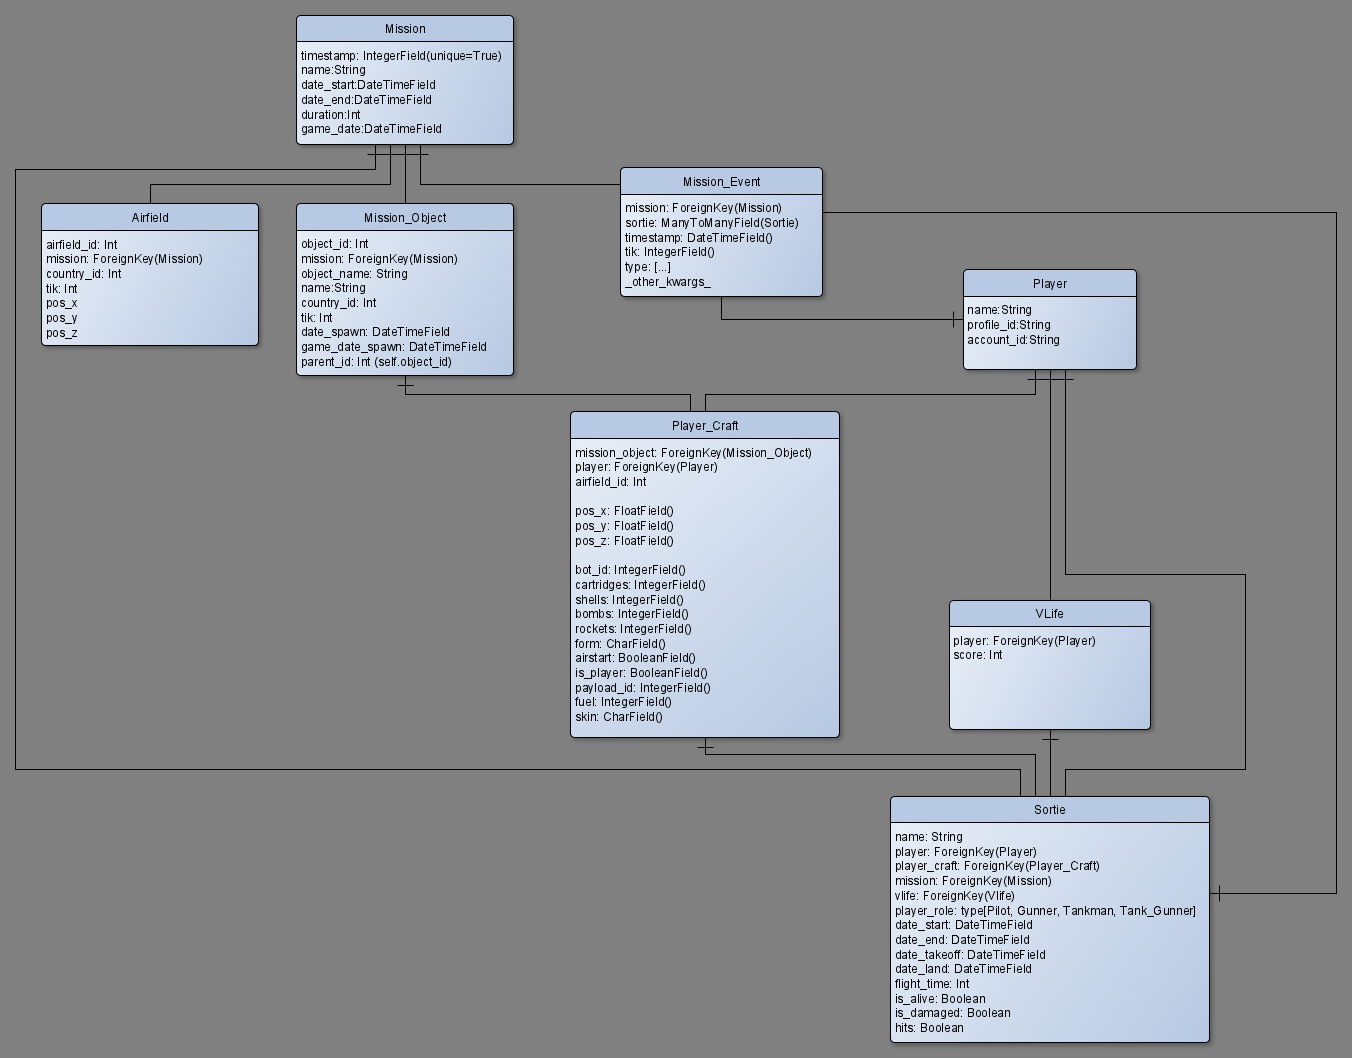 Mission
timestamp: IntegerField(unique=True)
name:String
date_start:DateTimeField
date_end:DateTimeField
duration:Int
game_date:DateTimeField
Airfield
airfield_id: Int
mission: ForeignKey(Mission)
country_id: Int
tik: Int
pos_x
pos_y
pos_z
Mission_Object
object_id: Int
mission: ForeignKey(Mission)
object_name: String
name:String
country_id: Int
tik: Int
date_spawn: DateTimeField
game_date_spawn: DateTimeField
parent_id: Int (self.object_id)
Mission_Event
mission: ForeignKey(Mission)
sortie: ManyToManyField(Sortie)
timestamp: DateTimeField()
tik: IntegerField()
type: [...]
_other_kwargs_
Player
name:String
profile_id:String
account_id:String
Player_Craft
mission_object: ForeignKey(Mission_Object)
player: ForeignKey(Player)
airfield_id: Int
pos_x: FloatField()
pos_y: FloatField()
pos_z: FloatField()
bot_id: IntegerField()
cartridges: IntegerField()
shells: IntegerField()
bombs: IntegerField()
rockets: IntegerField()
form: CharField()
airstart: BooleanField()
is_player: BooleanField()
payload_id: IntegerField()
fuel: IntegerField()
skin: CharField()
VLife
player: ForeignKey(Player)
score: Int
Sortie
name: String
player: ForeignKey(Player)
player_craft: ForeignKey(Player_Craft)
mission: ForeignKey(Mission)
vlife: ForeignKey(Vlife)
player_role: type[Pilot, Gunner, Tankman, Tank_Gunner]
date_start: DateTimeField
date_end: DateTimeField
date_takeoff: DateTimeField
date_land: DateTimeField
flight_time: Int
is_alive: Boolean
is_damaged: Boolean
hits: Boolean